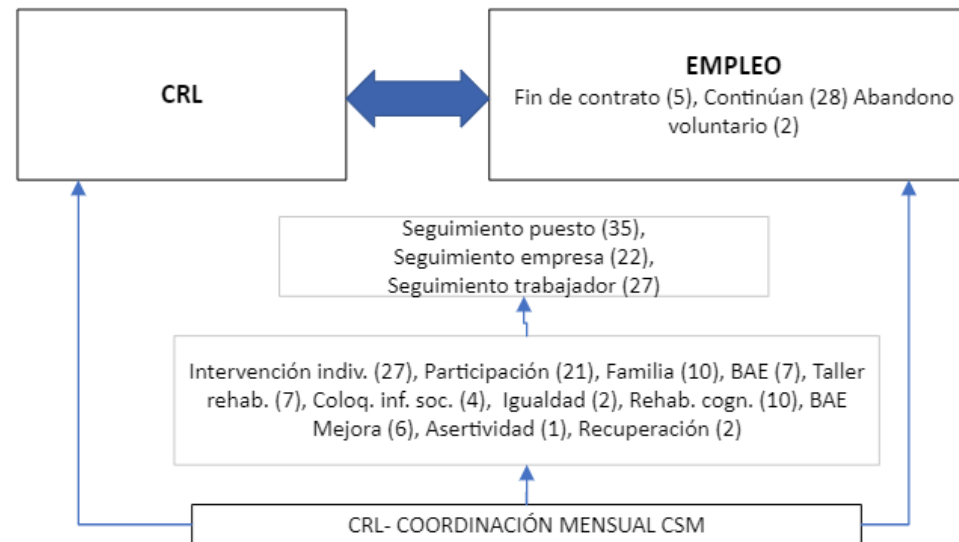 CRL
EMPLEO
Fin de contrato (5), Continúan (28) Abandono
voluntario (2)
Seguimiento puesto (35),
Seguimiento empresa (22),
Seguimiento trabajador (27)
Intervención indiv. (27), Participación (21), Familia (10), BAE (7), Taller
rehab. (7), Coloq. inf. soc. (4), Igualdad (2), Rehab. cogn. (10), BAE
Mejora (6), Asertividad (1), Recuperación (2)
CRL- COORDINACIÓN MENSUAL CSM